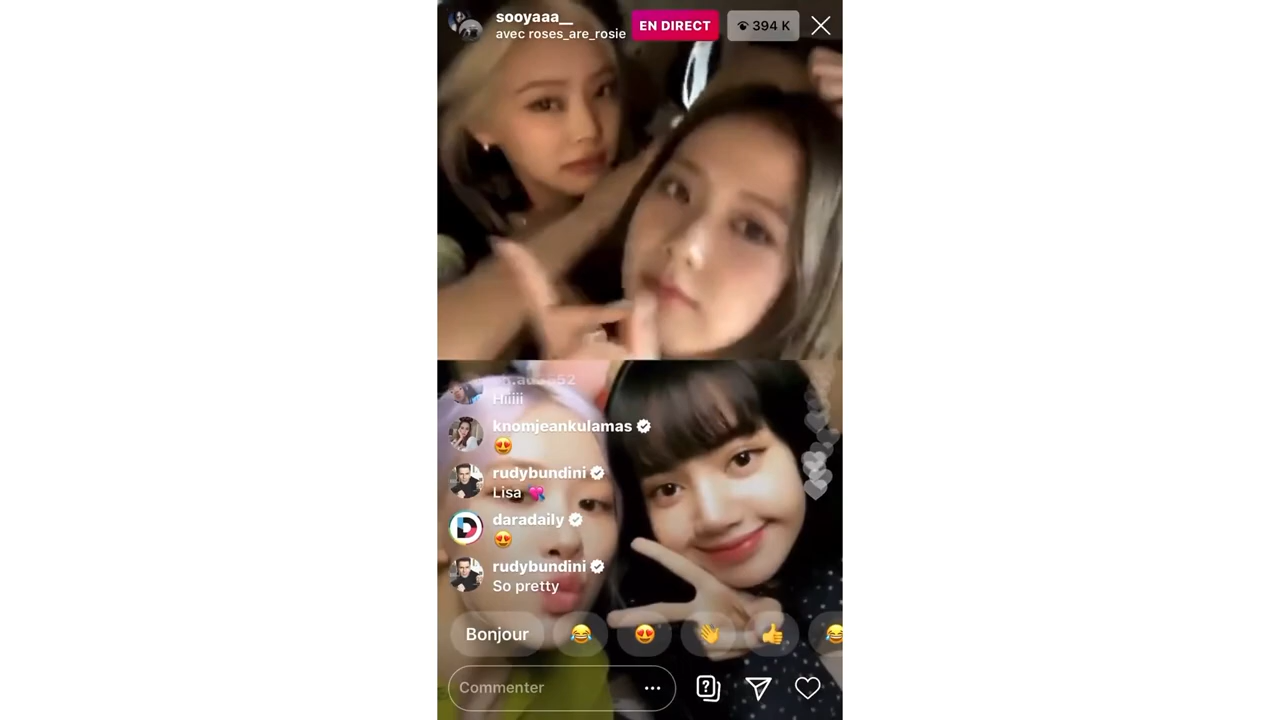 sooyaaa__
avec roses_are_rosie
EN DIRECT
394 K
Hiiiii
knomjeankulamas
😍
rudybundini
Lisa 💘
daradaily
😍
rudybundini
So pretty
Bonjour 😂 😍 👋 👍 😂
Commenter